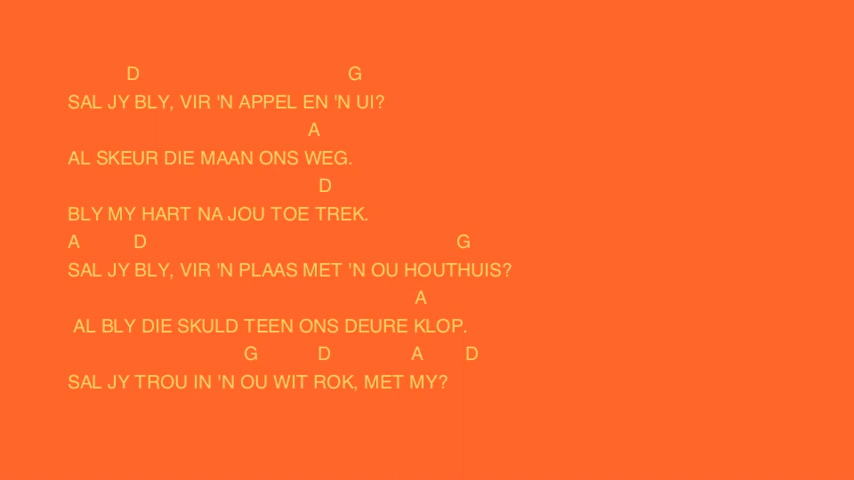 D G
SAL JY BLY, VIR 'N APPEL EN 'N UI?
A
AL SKEUR DIE MAAN ONS WEG.
D
BLY MY HART NA JOU TOE TREK.
A D G
SAL JY BLY, VIR 'N PLAAS MET 'N OU HOUTHUIS?
A
AL BLY DIE SKULD TEEN ONS DEURE KLOP.
G D A D
SAL JY TROU IN 'N OU WIT ROK, MET MY?